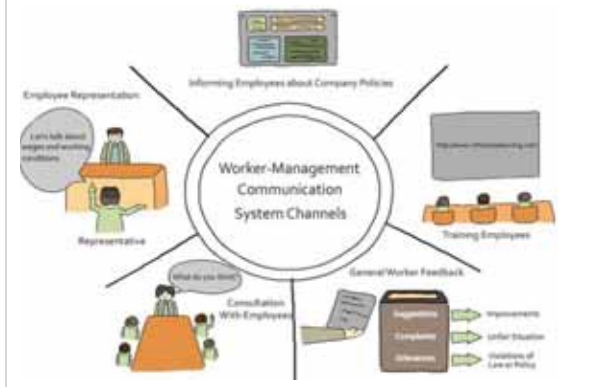 Informing Employees about Company Policies
Employee Representation
Let's talk about
wages and working
conditions
Representative
Worker-Management
Communication
System Channels
Training Employees
What do you think?
Consultation
With Employees
General Worker Feedback
Suggestions
Improvements
Complaints
Unfair Situation
Grievances
Violations of
Law or Policy